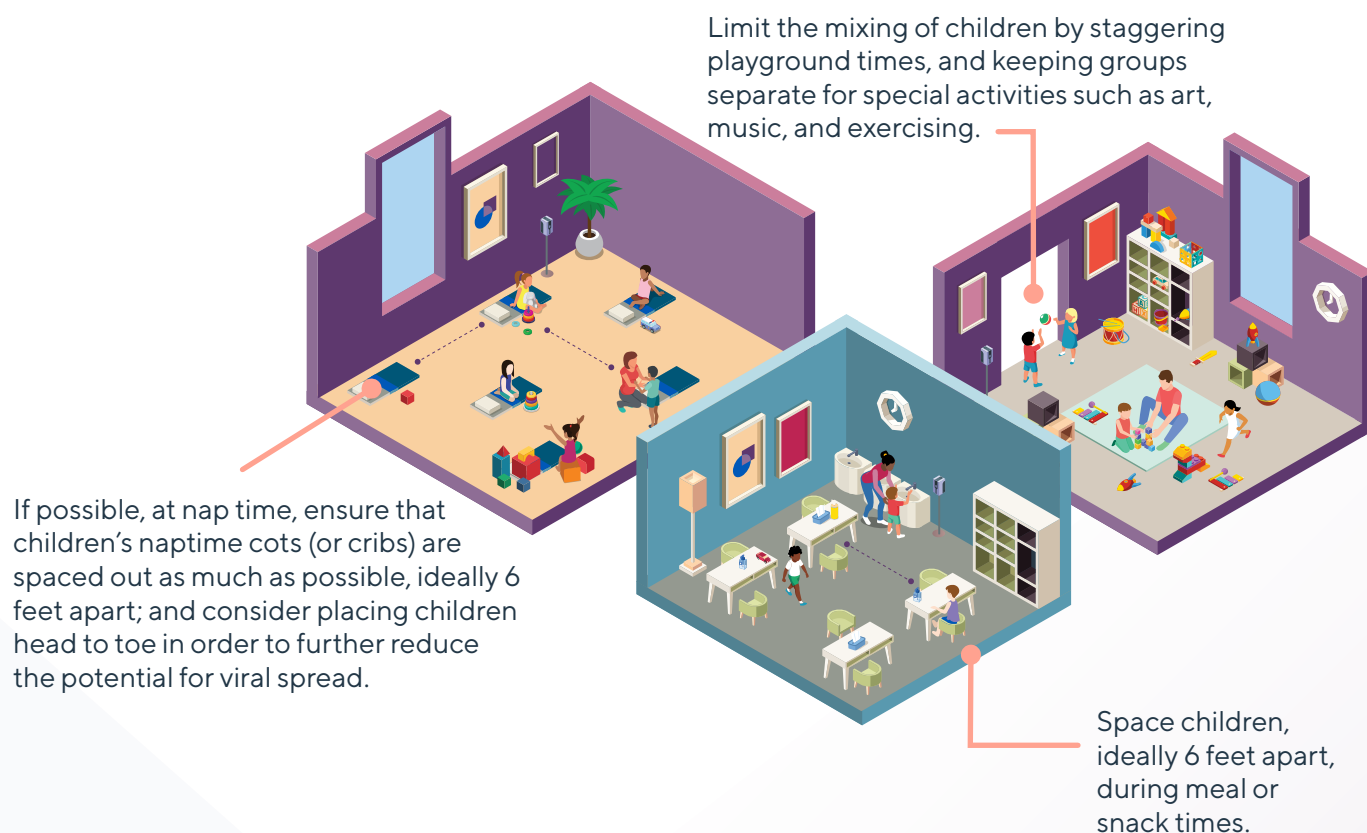 Limit the mixing of children by staggering
playground times, and keeping groups
separate for special activities such as art,
music, and exercising.
If possible, at nap time, ensure that
children's naptime cots (or cribs) are
spaced out as much as possible, ideally 6
feet apart; and consider placing children
head to toe in order to further reduce
the potential for viral spread.
Space children,
ideally 6 feet apart,
during meal or
snack times.